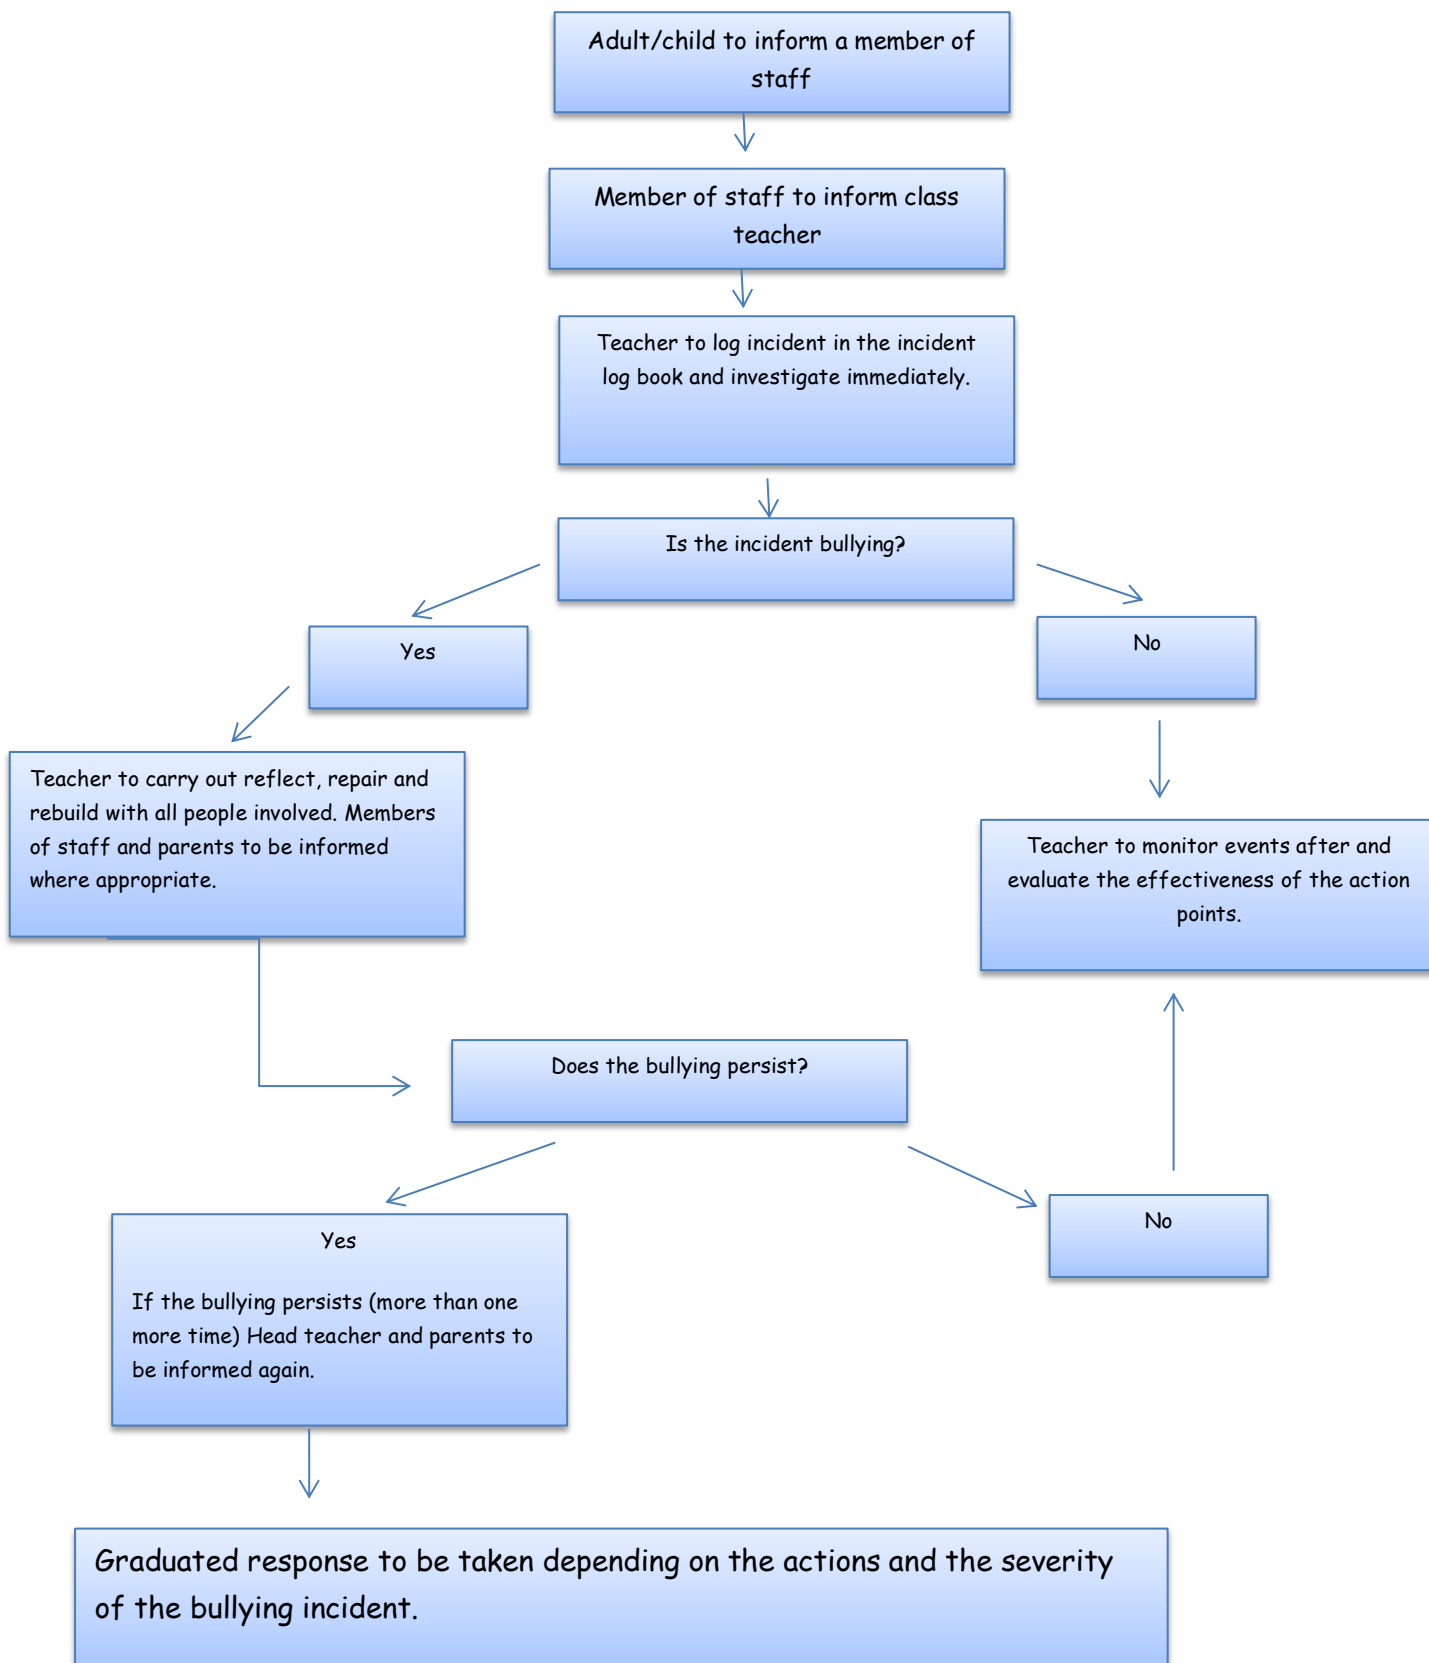 Adult/child to inform a member of
staff
Member of staff to inform class
teacher
Teacher to log incident in the incident
log book and investigate immediately.
Is the incident bullying?
Yes
No
Teacher to carry out reflect, repair and
rebuild with all people involved. Members
of staff and parents to be informed
where appropriate.
Teacher to monitor events after and
evaluate the effectiveness of the action
points.
Does the bullying persist?
Yes
If the bullying persists (more than one
more time) Head teacher and parents to
be informed again.
No
Graduated response to be taken depending on the actions and the severity
of the bullying incident.